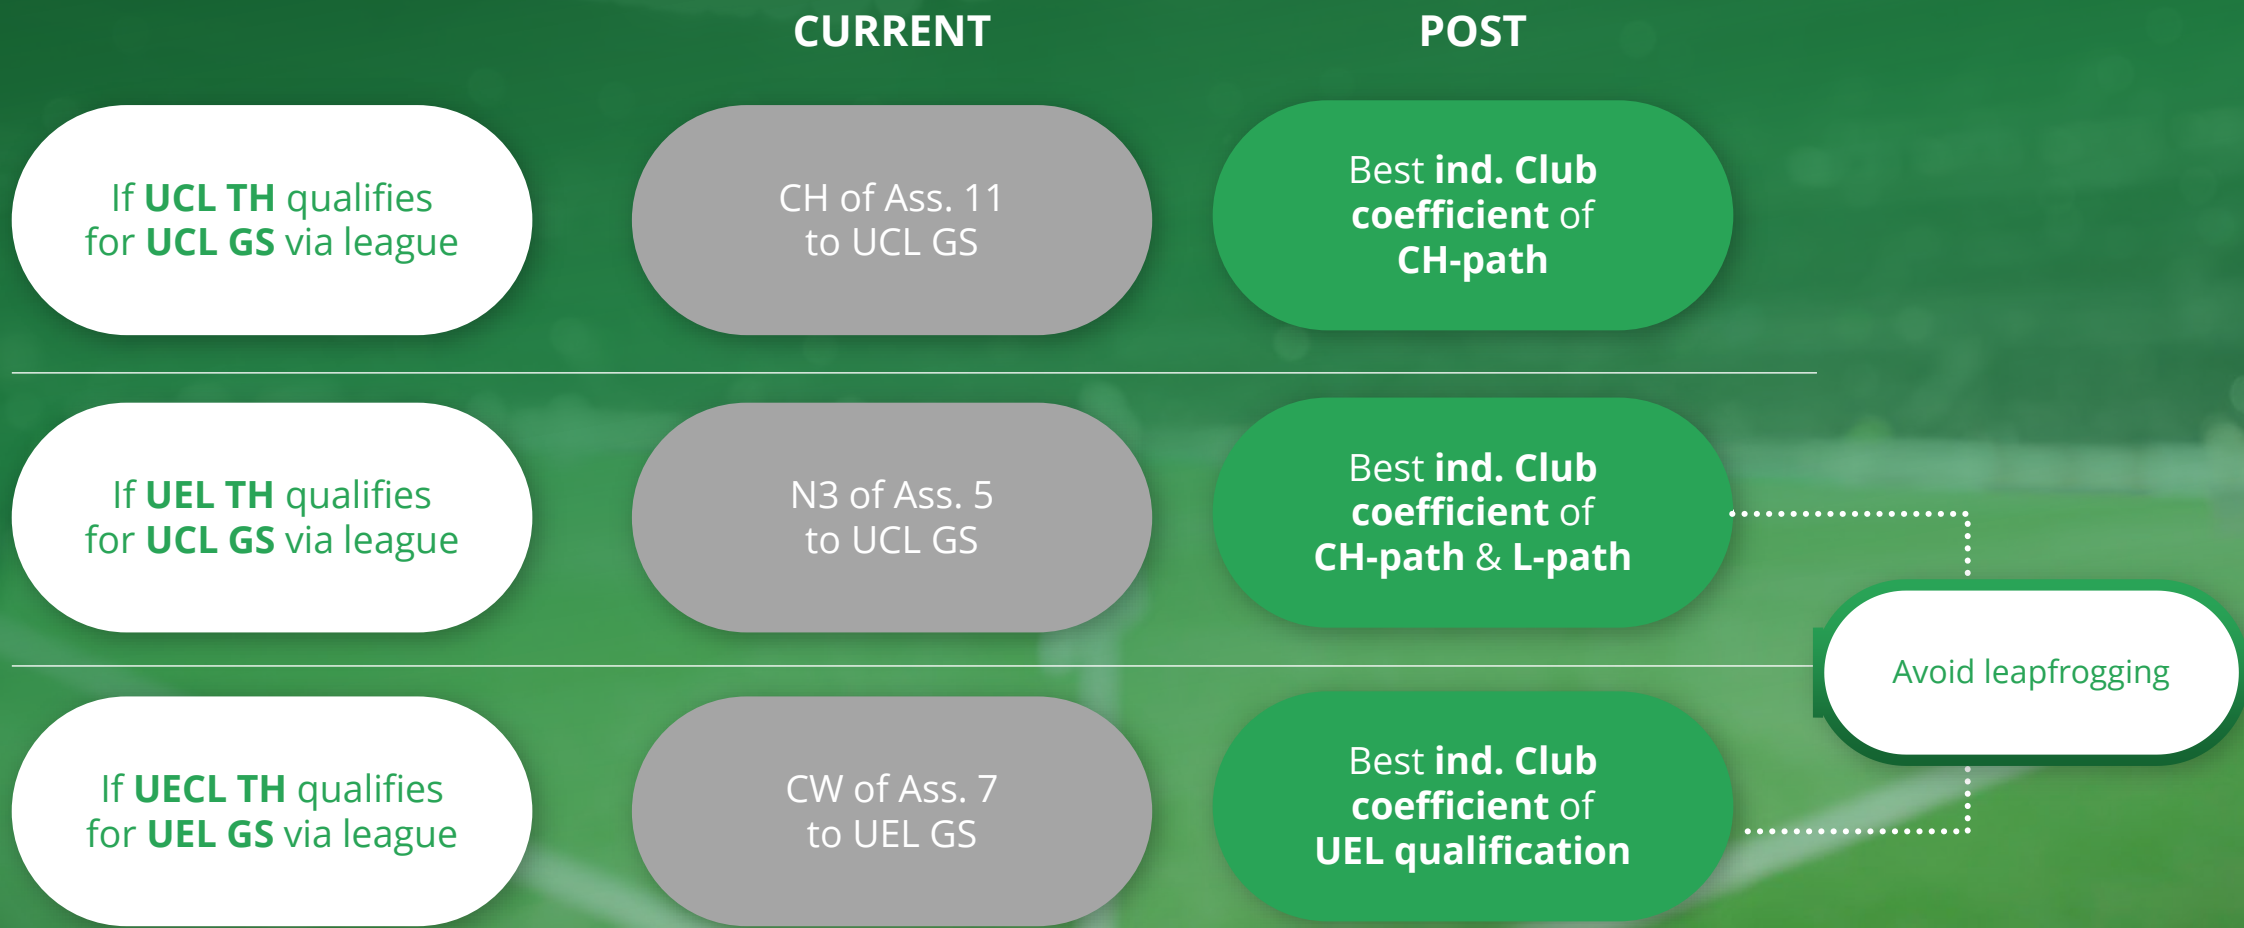 CURRENT
POST
If UCL TH qualifies
for UCL GS via league
CH of Ass. 11
to UCL GS
Best ind. Club
coefficient of
CH-path
If UEL TH qualifies
for UCL GS via league
N3 of Ass. 5
to UCL GS
Best ind. Club
coefficient of
CH-path & L-path
Avoid leapfrogging
If UECL TH qualifies
for UEL GS via league
CW of Ass. 7
to UEL GS
Best ind. Club
coefficient of
UEL qualification